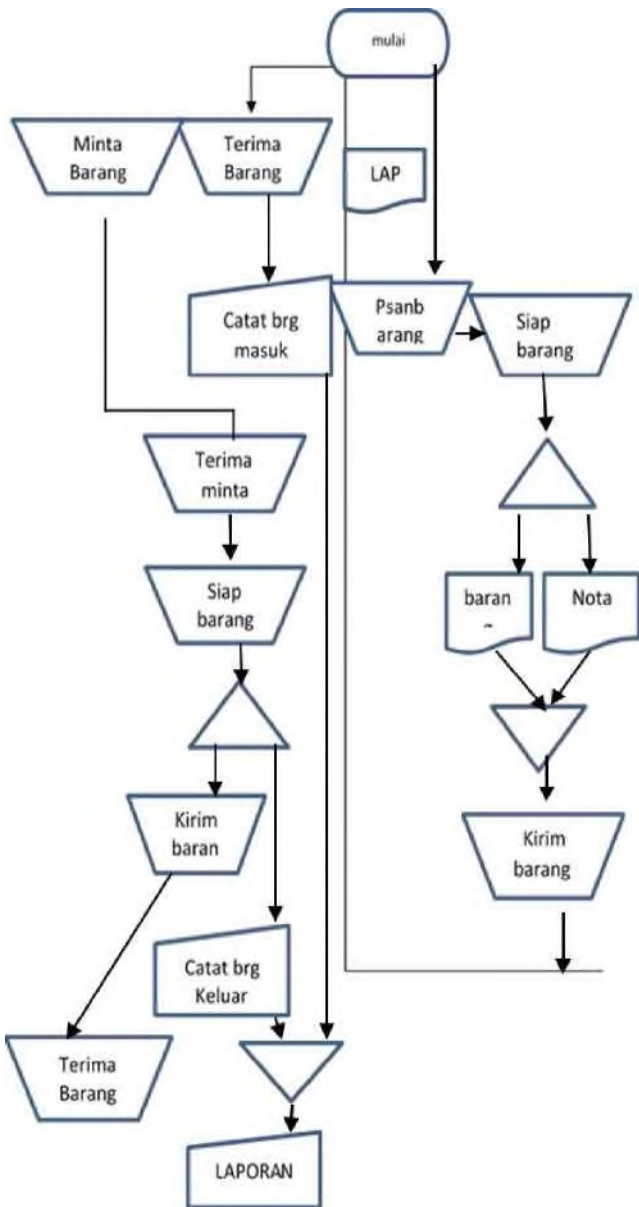 mulai
Minta
Barang
Terima
Barang
LAP
Catat brg
masuk
Psanb
arang
Siap
barang
Terima
minta
Siap
barang
baran
Nota
Kirim
baran
Kirim
barang
Catat brg
Keluar
Terima
Barang
LAPORAN